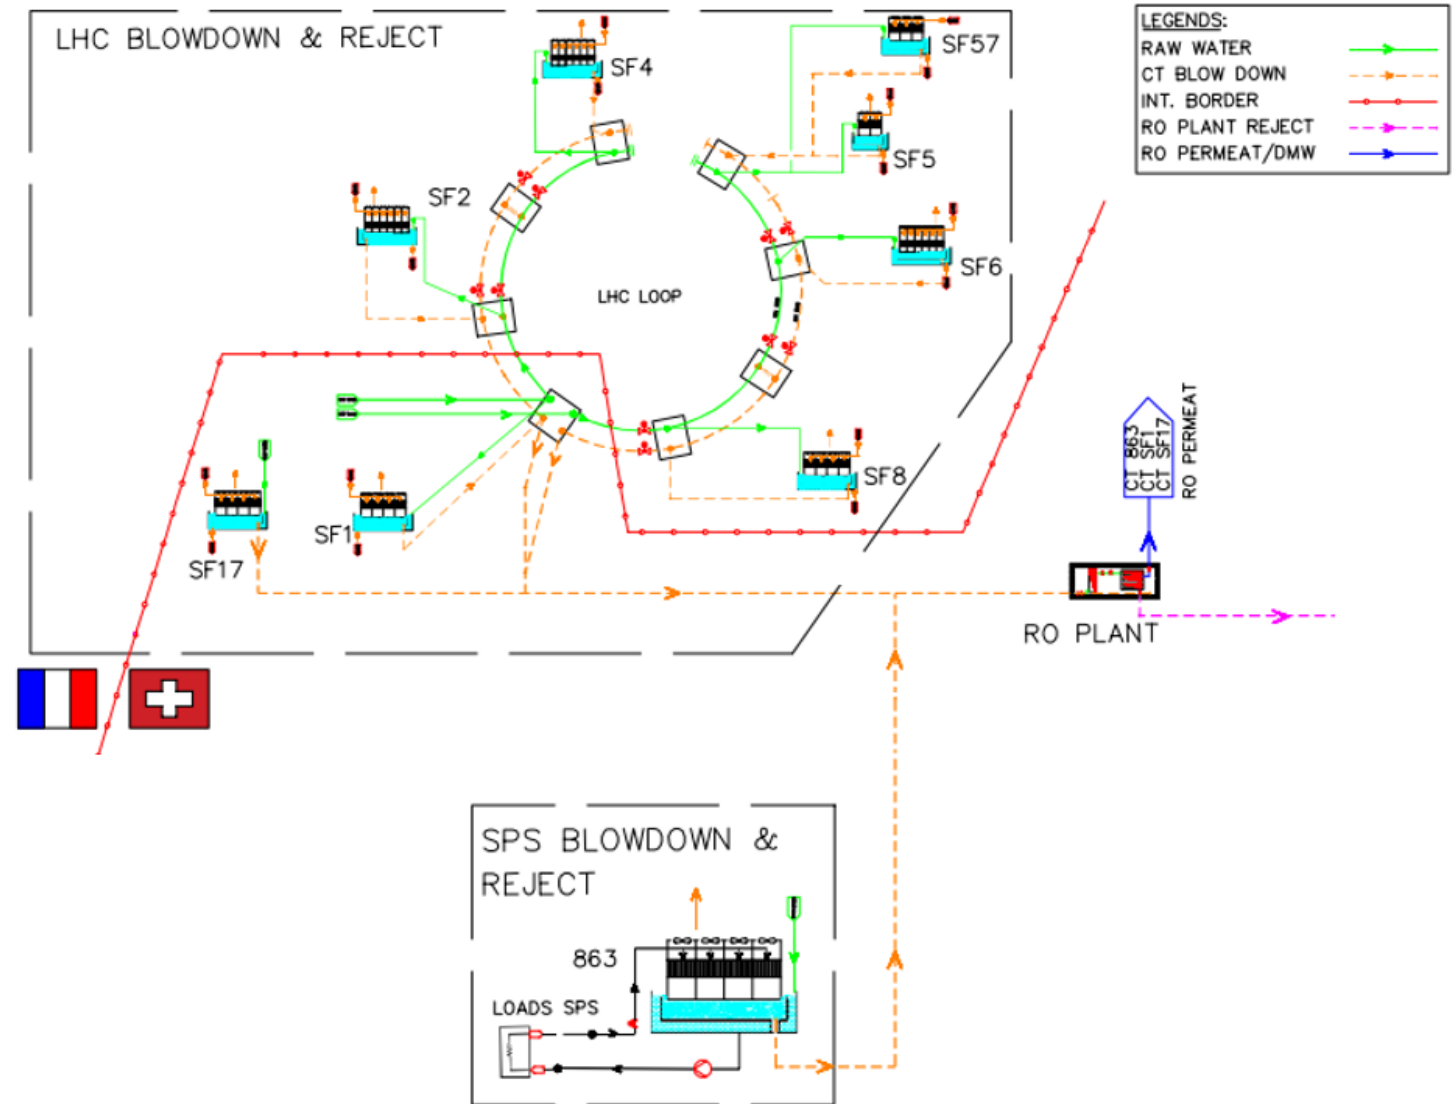 LHC BLOWDOWN & REJECT
SF4
SF57
SF5
SF2
SF6
LHC LOOP
SF8
SF1
SF17
LEGENDS:
RAW WATER
CT BLOW DOWN
INT. BORDER
RO PLANT REJECT
RO PERMEAT/DMW
CT 863
CT SF1
CT SF17
RO PERMEAT
RO PLANT
SPS BLOWDOWN &
REJECT
863
LOADS SPS